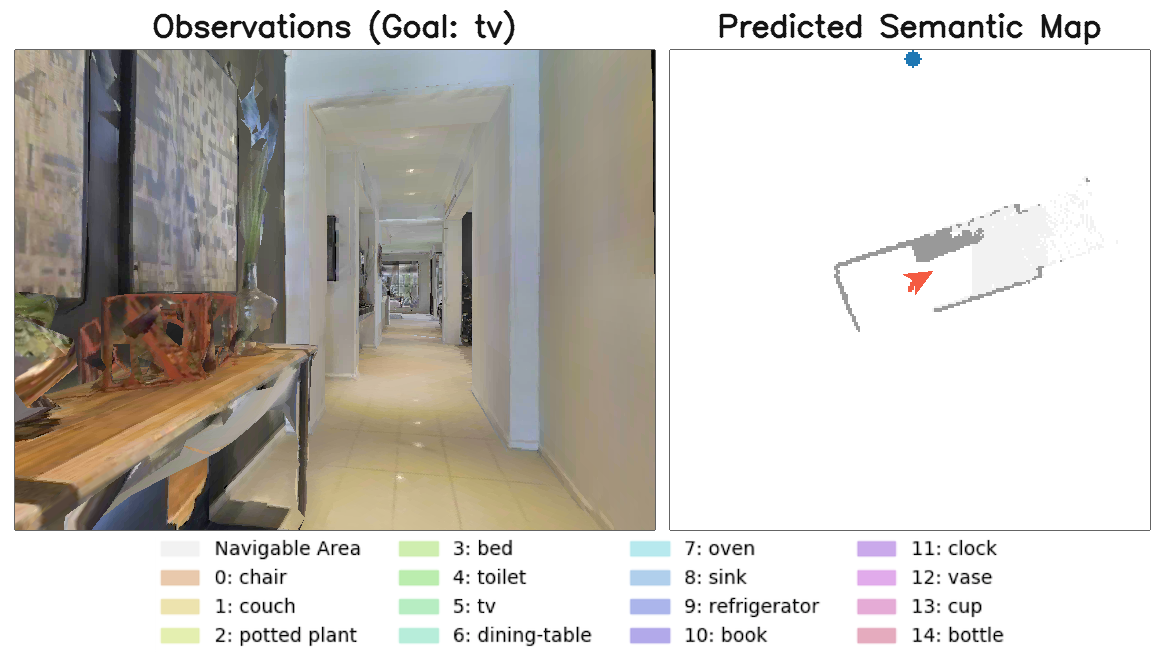 Observations (Goal: tv)
Predicted Semantic Map
Navigable Area
0: chair
1: couch
2: potted plant
3: bed
4: toilet
5: tv
6: dining-table
7: oven
8: sink
9: refrigerator
10: book
11: clock
12: vase
13: cup
14: bottle